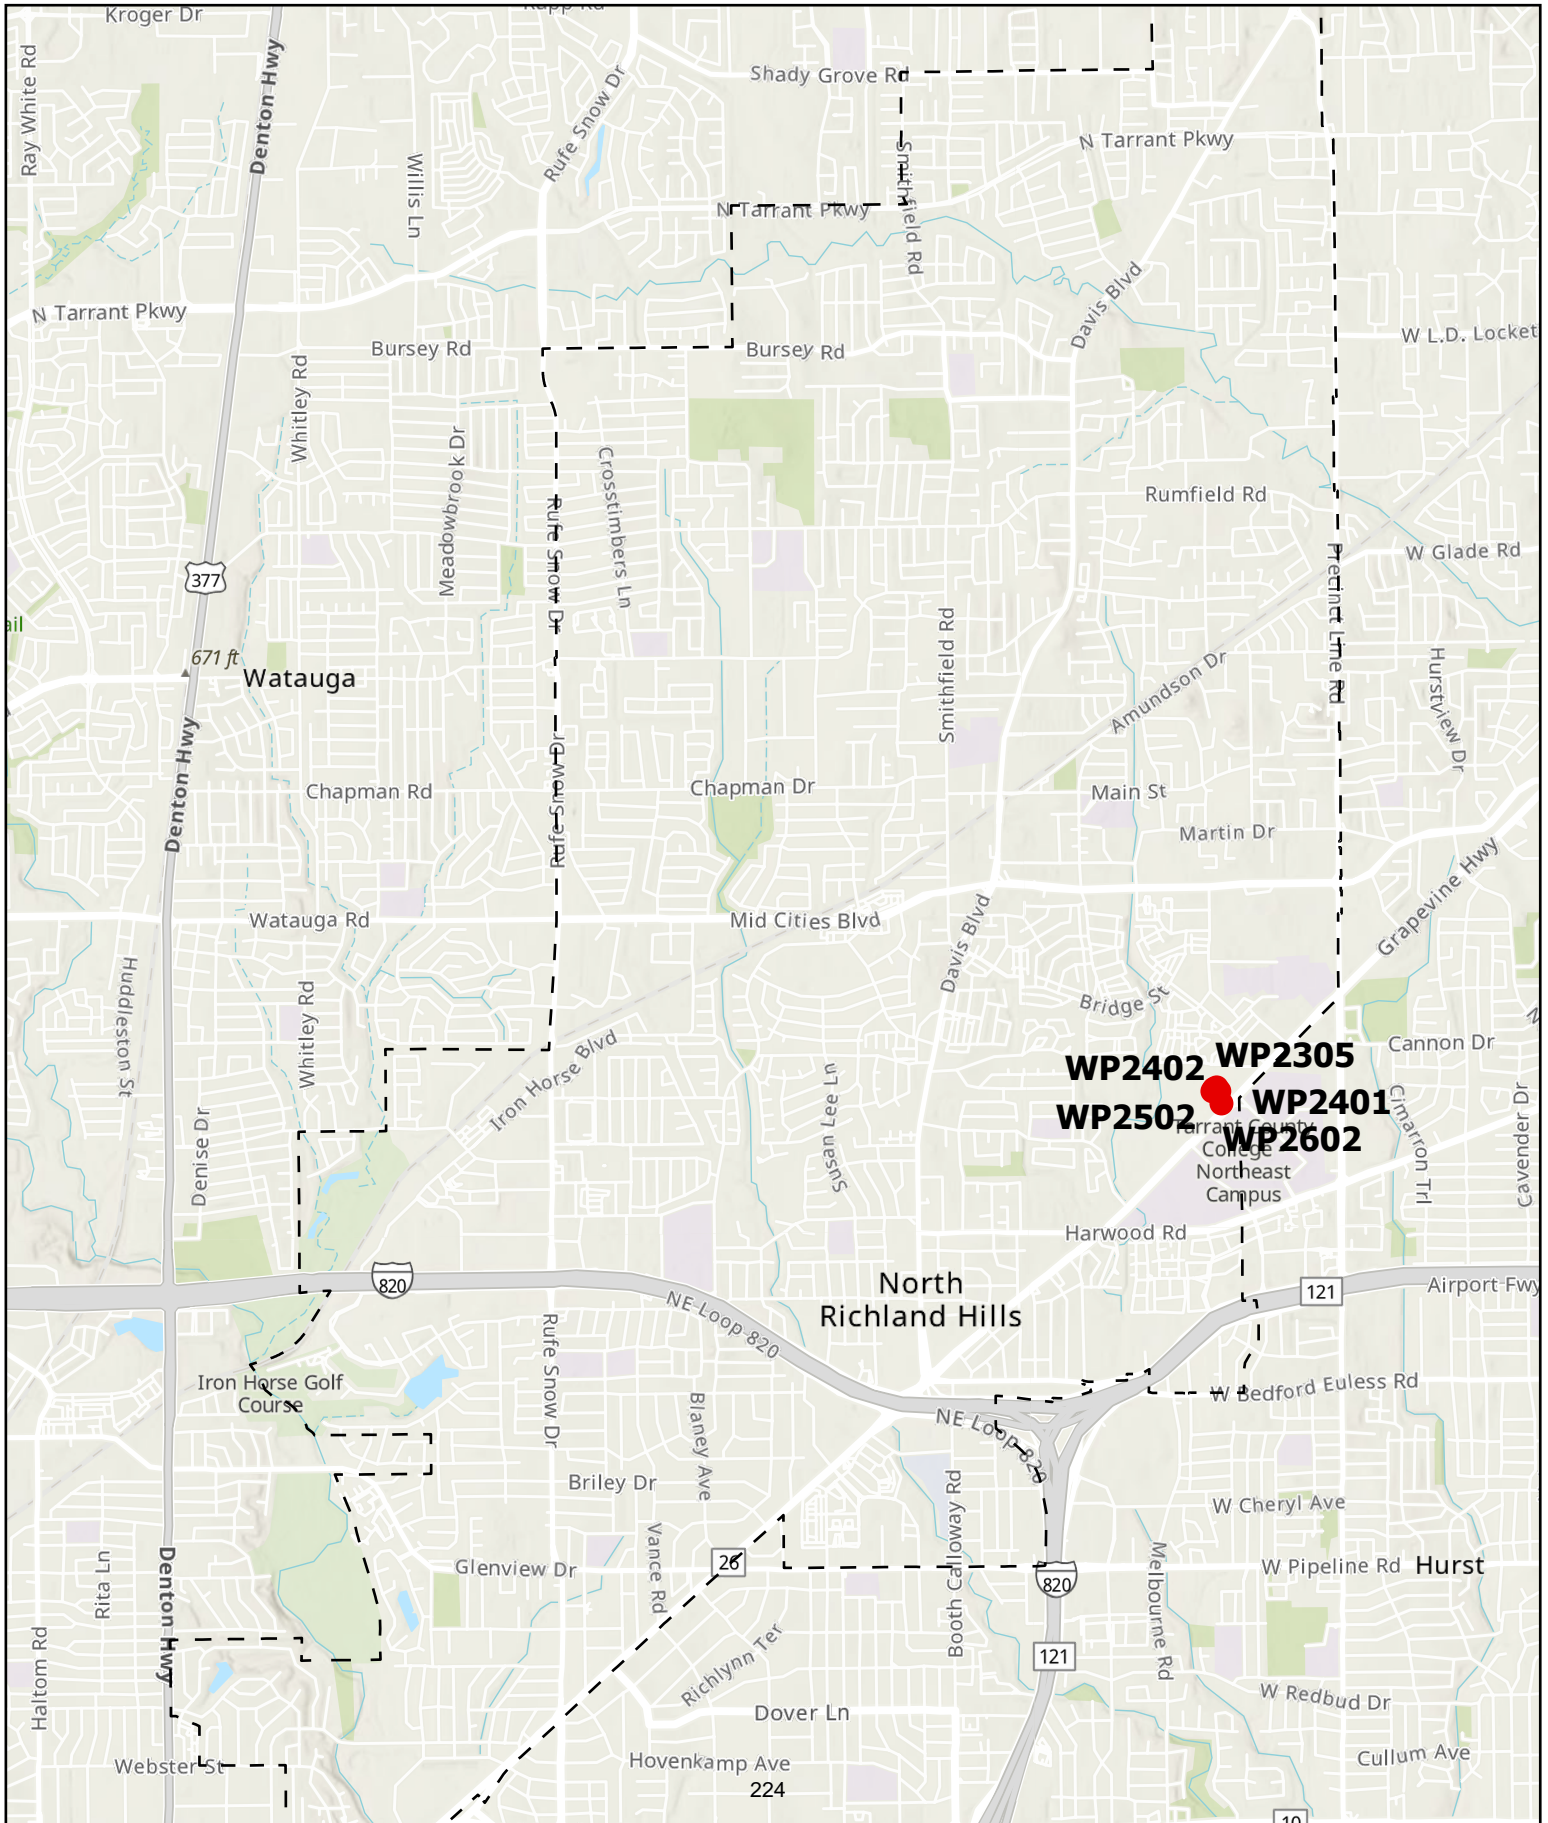 Kroger Dr
Rapp Rd
Ray White Rd
Denton Hwy
Shady Grove Rd
Rufe Snow Dr
N Tarrant Pkwy
Willis Ln
Smithfield Rd
N Tarrant Pkwy
N Tarrant Pkwy
Davis Blvd
W L.D. Locket
Bursey Rd
Bursey Rd
Whitley Rd
Meadowbrook Dr
Crosstimbers Ln
Rufe Snow Dr
Rumfield Rd
W Glade Rd
Precinct Line Rd
377
ail
671 ft
Watauga
Smithfield Rd
Amundson Dr
Hurstview Dr
Denton Hwy
Rufe Snow Dr
Chapman Rd
Chapman Dr
Main St
Martin Dr
Grapevine Hwy
Watauga Rd
Mid Cities Blvd
Davis Blvd
Huddleston St
Whitley Rd
Bridge St
Cannon Dr
Iron Horse Blvd
Susan Lee Ln
WP2402
WP2305
WP2401
WP2502
WP2602
Tarrant County
College
Northeast
Campus
Cimarron Trl
Cavender Dr
Denise Dr
Harwood Rd
820
North
Richland Hills
121
Airport Fwy
NE Loop 820
Rufe Snow Dr
Iron Horse Golf
Course
W Bedford Euless Rd
NE Loop 820
Blaney Ave
Briley Dr
Booth Calloway Rd
W Cheryl Ave
Vance Rd
26
Glenview Dr
Rita Ln
Denton Hwy
820
Melbourne Rd
W Pipeline Rd
Hurst
Haltom Rd
Richlynn Ter
121
W Redbud Dr
Dover Ln
Webster St
Hovenkamp Ave
Cullum Ave
224
10